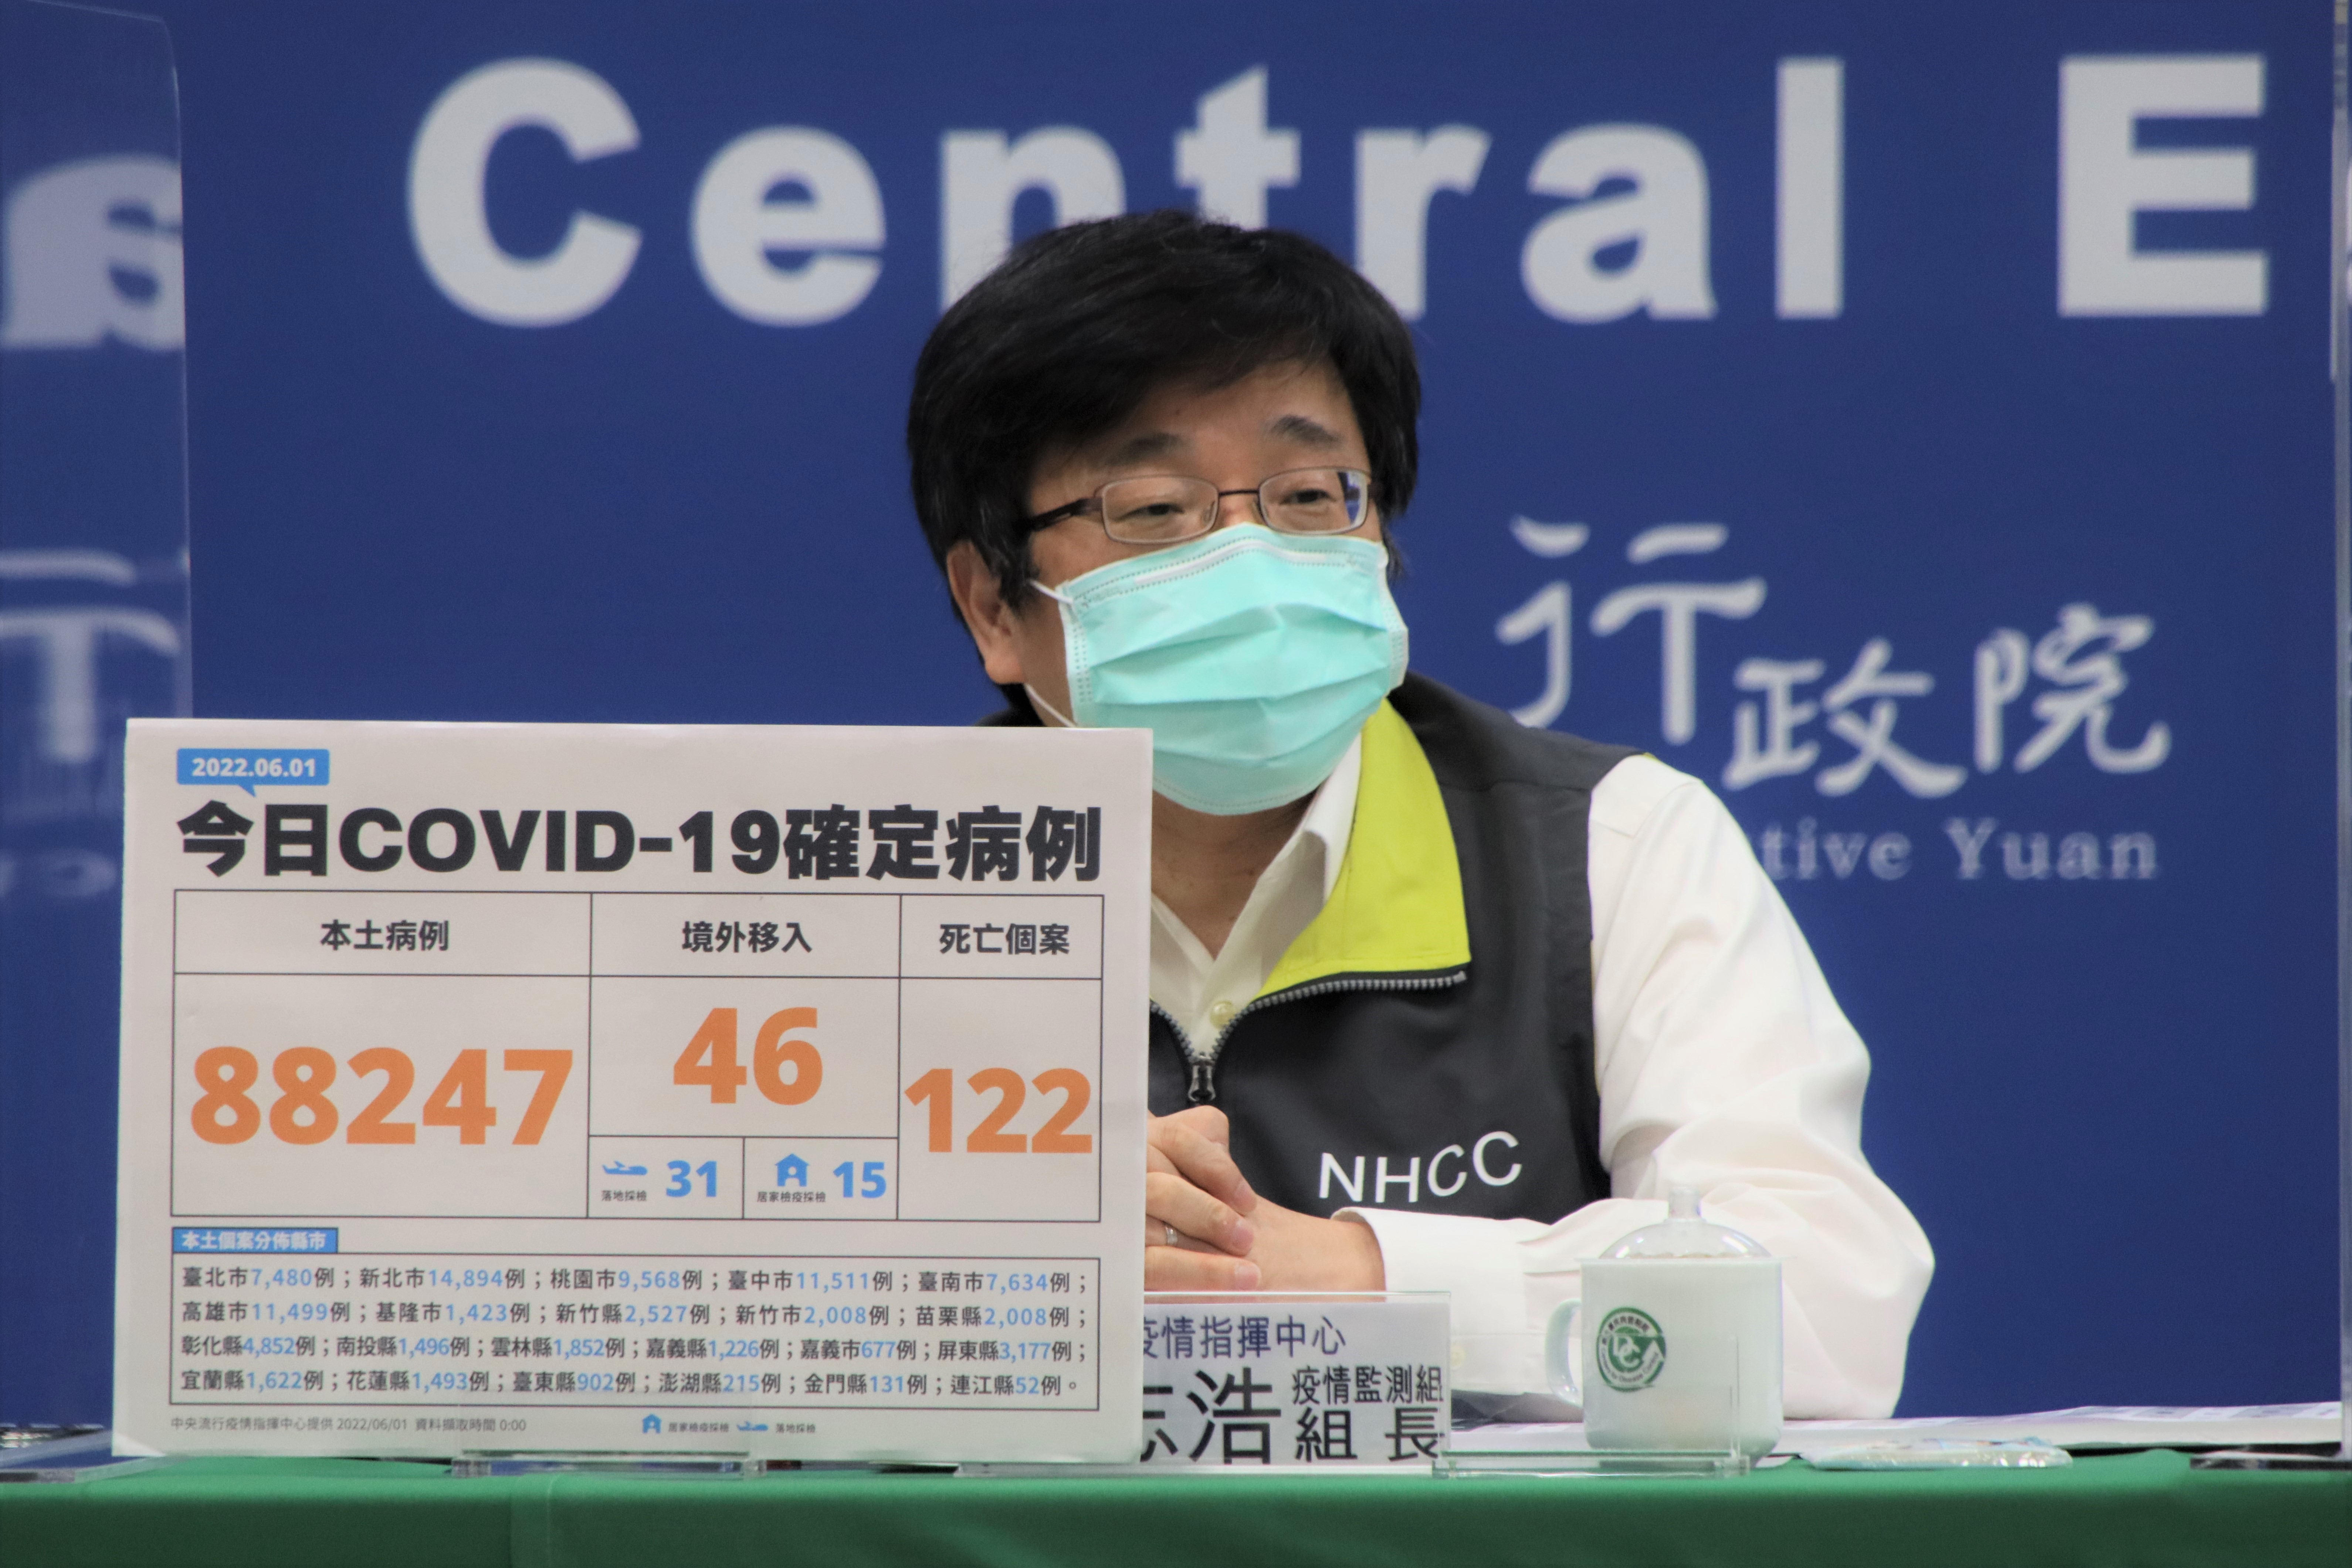 Central E
行政院
tive Yuan
2022.06.01
今日COVID-19確定病例
本土病例 境外移入 死亡個案
88247 46 122
落地採檢 31 居家檢疫採檢 15
本土個案分佈縣市
臺北市7,480例；新北市14,894例；桃園市9,568例；臺中市11,511例；臺南市7,634例；
高雄市11,499例；基隆市1,423例；新竹縣2,527例；新竹市2,008例；苗栗縣2,008例；
彰化縣4,852例；南投縣1,496例；雲林縣1,852例；嘉義縣1,226例；嘉義市677例；屏東縣3,177例；
宜蘭縣1,622例；花蓮縣1,493例；臺東縣902例；澎湖縣215例；金門縣131例；連江縣52例。
中央流行疫情指揮中心提供 2022/06/01 資料擷取時間 0:00 居家檢疫採檢 落地採檢
NHCC
疫情指揮中心
志浩 疫情監測組
組長